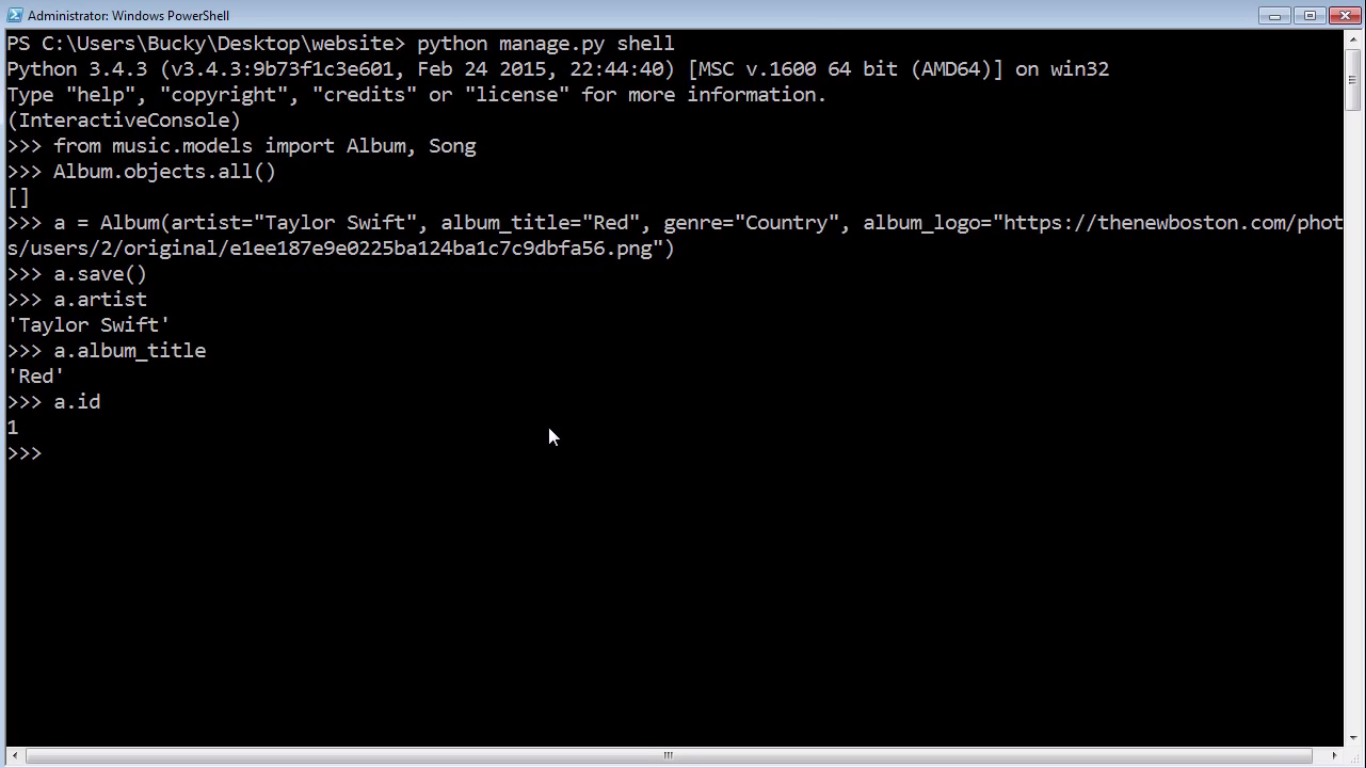 Administrator: Windows PowerShell
PS C:\Users\Bucky\Desktop\website> python manage.py shell
Python 3.4.3 (v3.4.3:9b73f1c3e601, Feb 24 2015, 22:44:40) [MSC v.1600 64 bit (AMD64)] on win32
Type "help", "copyright", "credits" or "license" for more information.
(InteractiveConsole)
>>> from music.models import Album, Song
>>> Album.objects.all()
[]
>>> a = Album(artist="Taylor Swift", album_title="Red", genre="Country", album_logo="https://thenewboston.com/phot
s/users/2/original/e1ee187e9e0225ba124ba1c7c9dbfa56.png")
>>> a.save()
>>> a.artist
'Taylor Swift'
>>> a.album_title
'Red'
>>> a.id
1
>>>